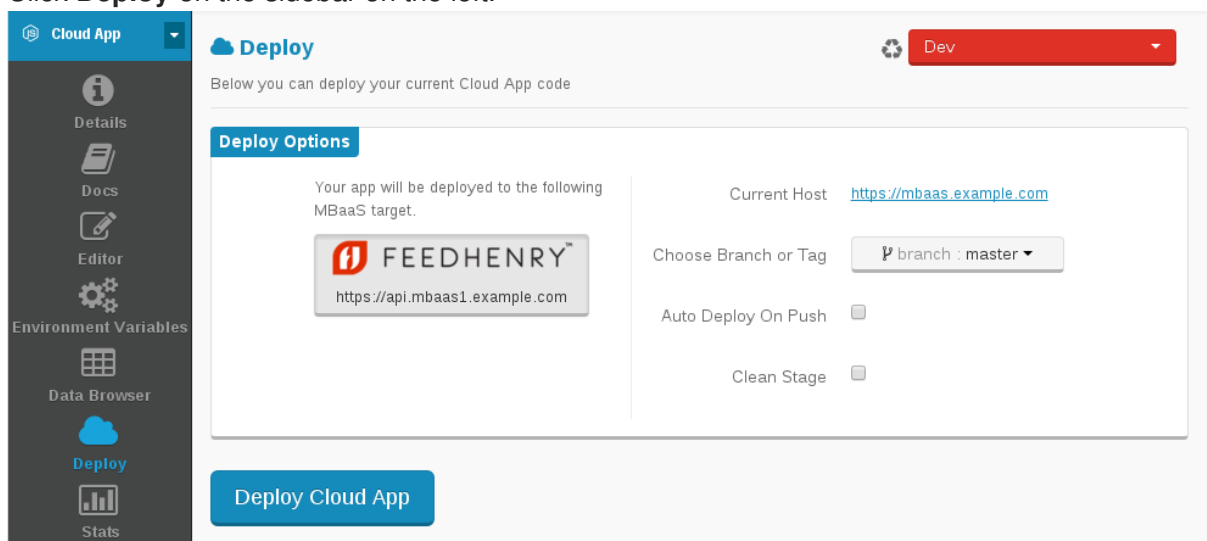 Click Deploy on the sidebar on the left.
Cloud App
Details
Docs
Editor
Environment Variables
Data Browser
Deploy
Stats
Deploy
Dev
Below you can deploy your current Cloud App code
Deploy Options
Your app will be deployed to the following
MBaaS target.
FEEDHENRY™
https://api.mbaas1.example.com
Current Host https://mbaas.example.com
Choose Branch or Tag branch : master
Auto Deploy On Push
Clean Stage
Deploy Cloud App